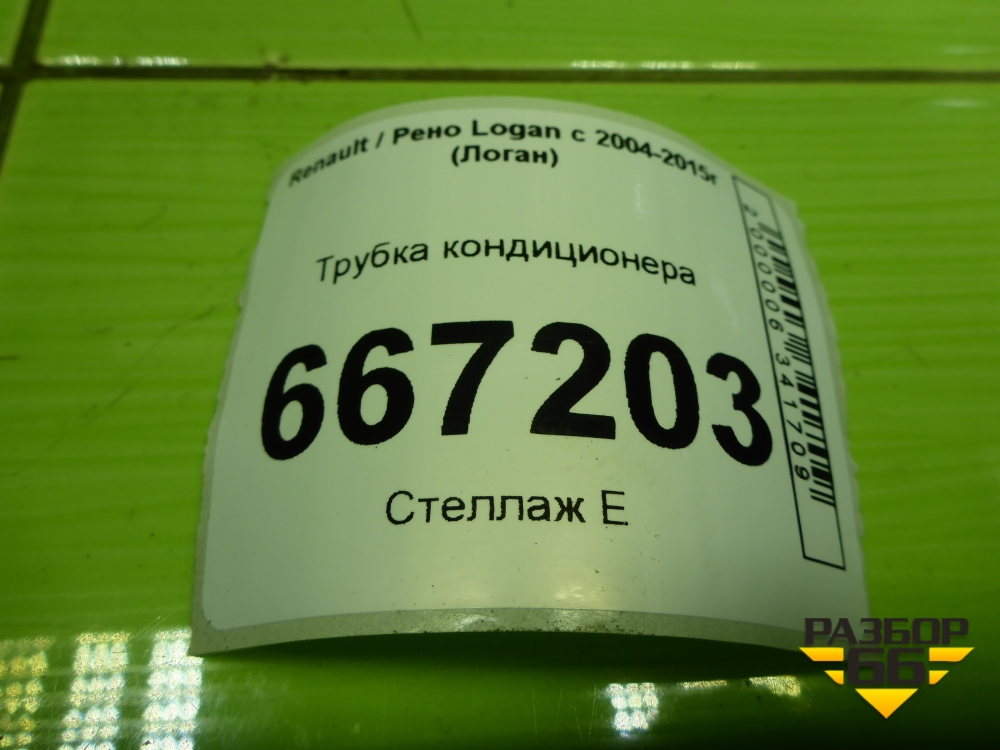 Renault / Рено Logan с 2004-2015г
(Логан)
Трубка кондиционера
667203
Стеллаж Е
2000006341709
РАЗБОР
66